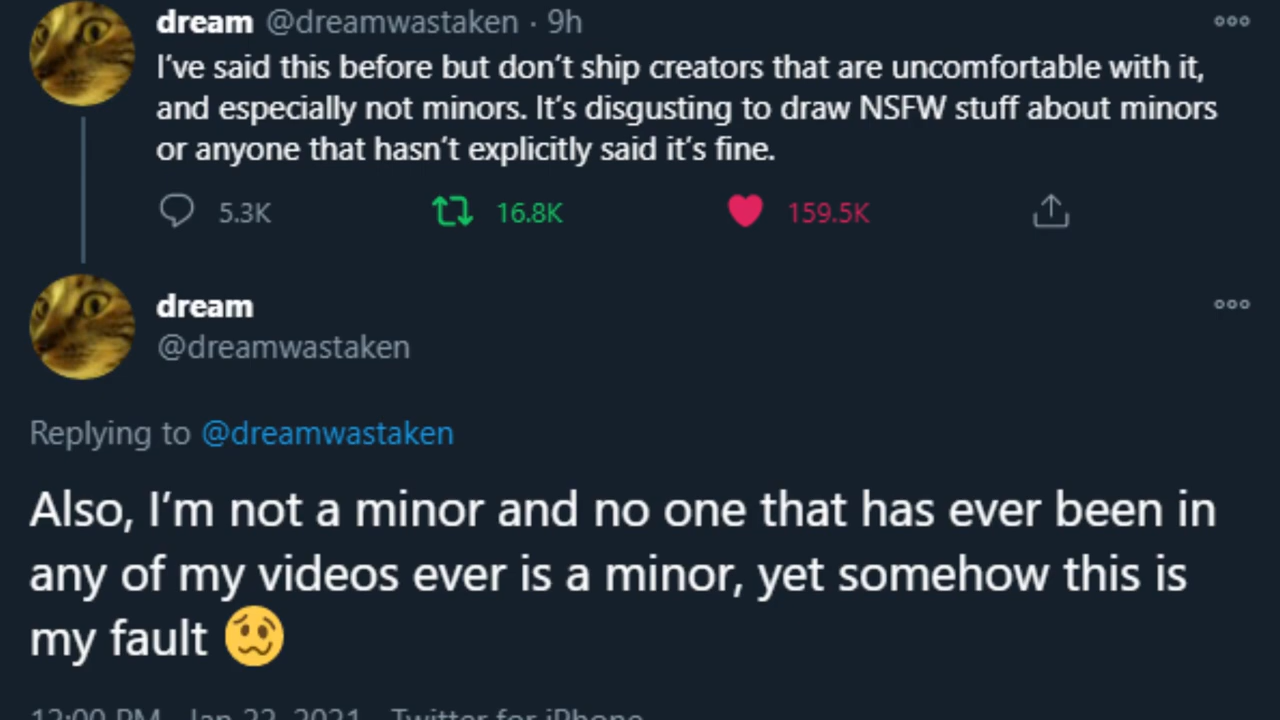 dream @dreamwastaken · 9h
I've said this before but don't ship creators that are uncomfortable with it,
and especially not minors. It's disgusting to draw NSFW stuff about minors
or anyone that hasn't explicitly said it's fine.
5.3K 16.8K 159.5K
dream
@dreamwastaken
Replying to @dreamwastaken
Also, I'm not a minor and no one that has ever been in
any of my videos ever is a minor, yet somehow this is
my fault 🥴
12:00 PM · Jan 22, 2021 · Twitter for iPhone